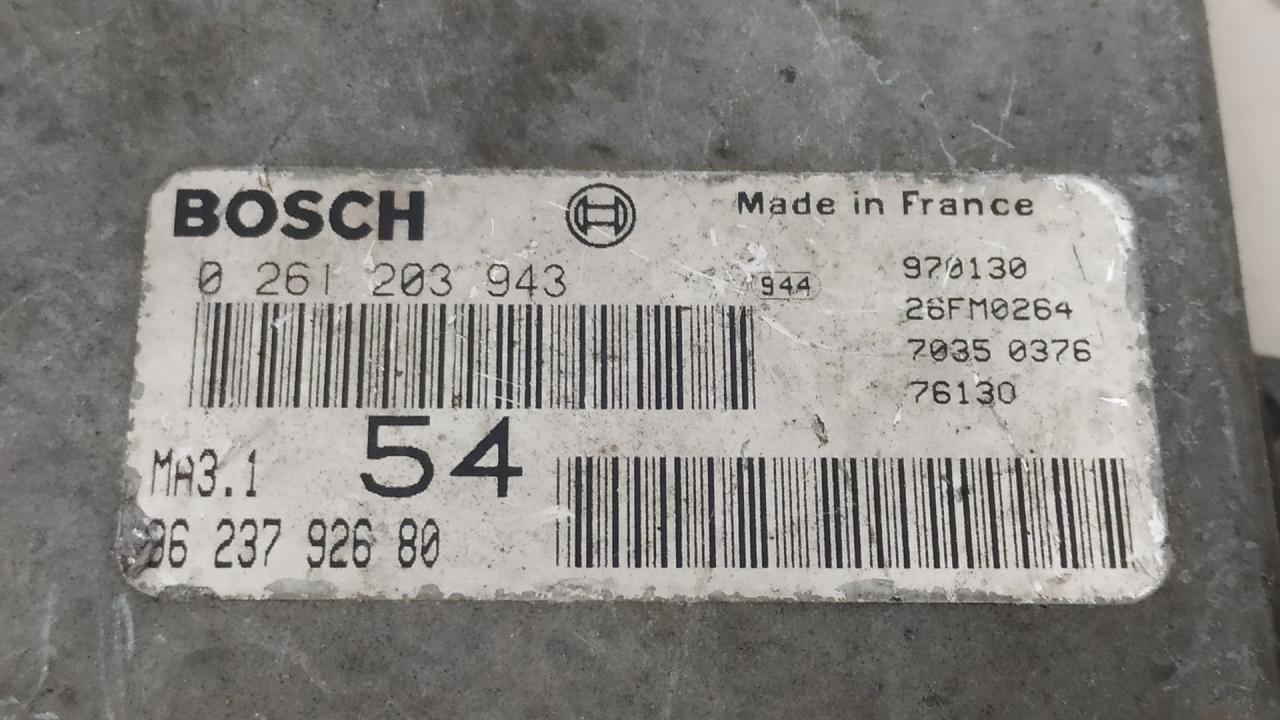 BOSCH
Made in France
0 261 203 943
944
970130
26FM0264
7035 0376
76130
MA3.1
54
96 237 926 80